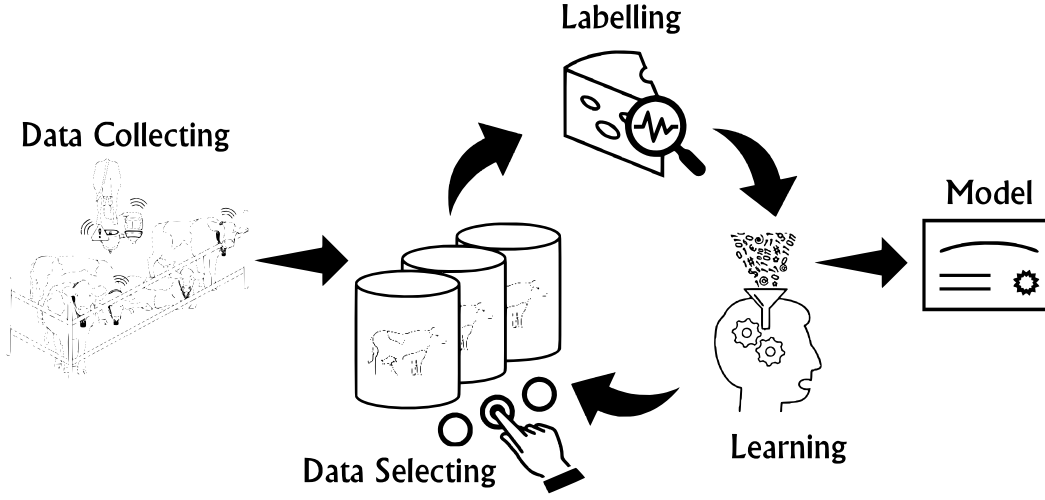 Labelling
Data Collecting
Model
Learning
Data Selecting